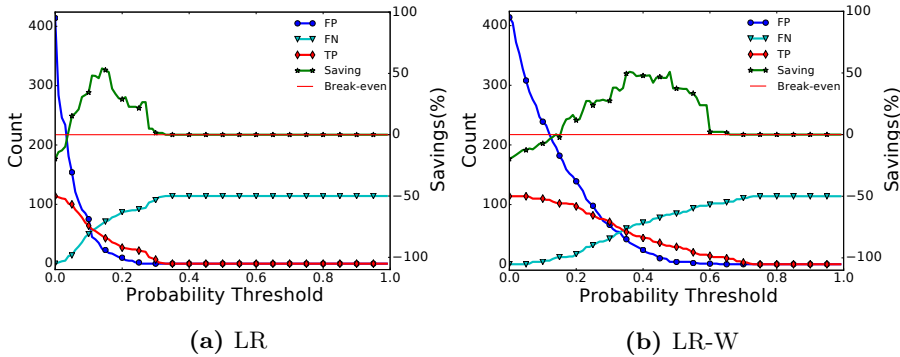 400
300
200
100
0
Count
0.0 0.2 0.4 0.6 0.8 1.0
Probability Threshold
100
50
0
−50
−100
Savings(%)
FP
FN
TP
Saving
Break-even
(a) LR
400
300
200
100
0
Count
0.0 0.2 0.4 0.6 0.8 1.0
Probability Threshold
100
50
0
−50
−100
Savings(%)
FP
FN
TP
Saving
Break-even
(b) LR-W